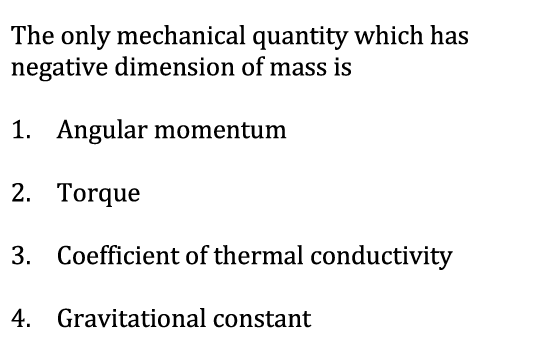 The only mechanical quantity which has
negative dimension of mass is
1. Angular momentum
2. Torque
3. Coefficient of thermal conductivity
4. Gravitational constant